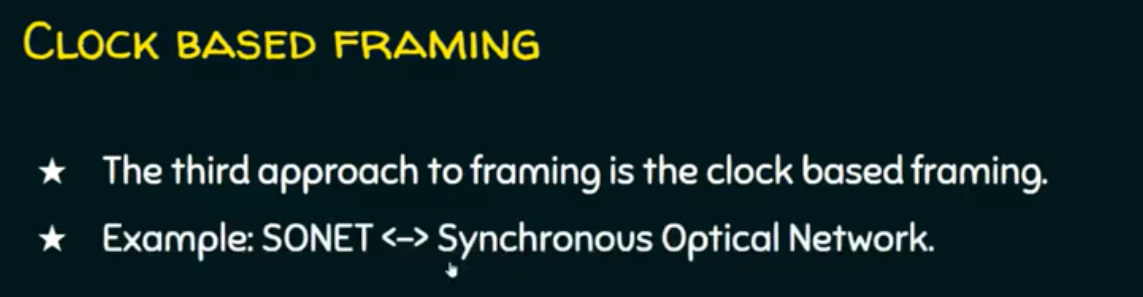 CLOCK BASED FRAMING
★ The third approach to framing is the clock based framing.
★ Example: SONET <-> Synchronous Optical Network.